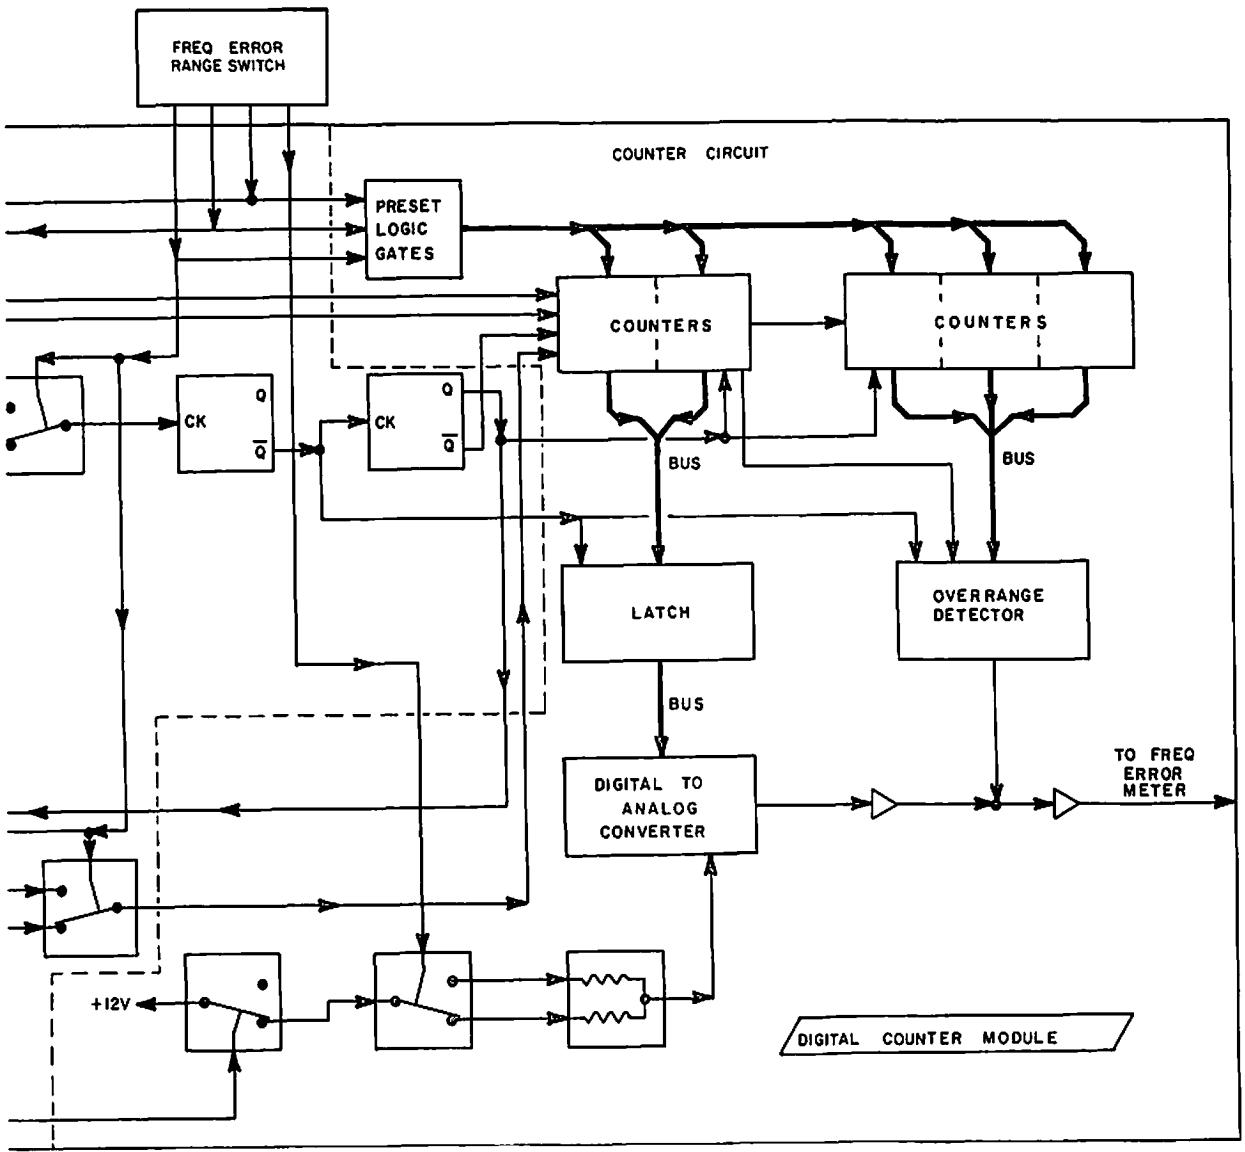 FREQ ERROR
RANGE SWITCH
COUNTER CIRCUIT
PRESET
LOGIC
GATES
COUNTERS
COUNTERS
Q
CK
Q̅
Q
CK
Q̅
BUS
BUS
LATCH
OVERRANGE
DETECTOR
BUS
DIGITAL TO
ANALOG
CONVERTER
TO FREQ
ERROR
METER
+12V
DIGITAL COUNTER MODULE